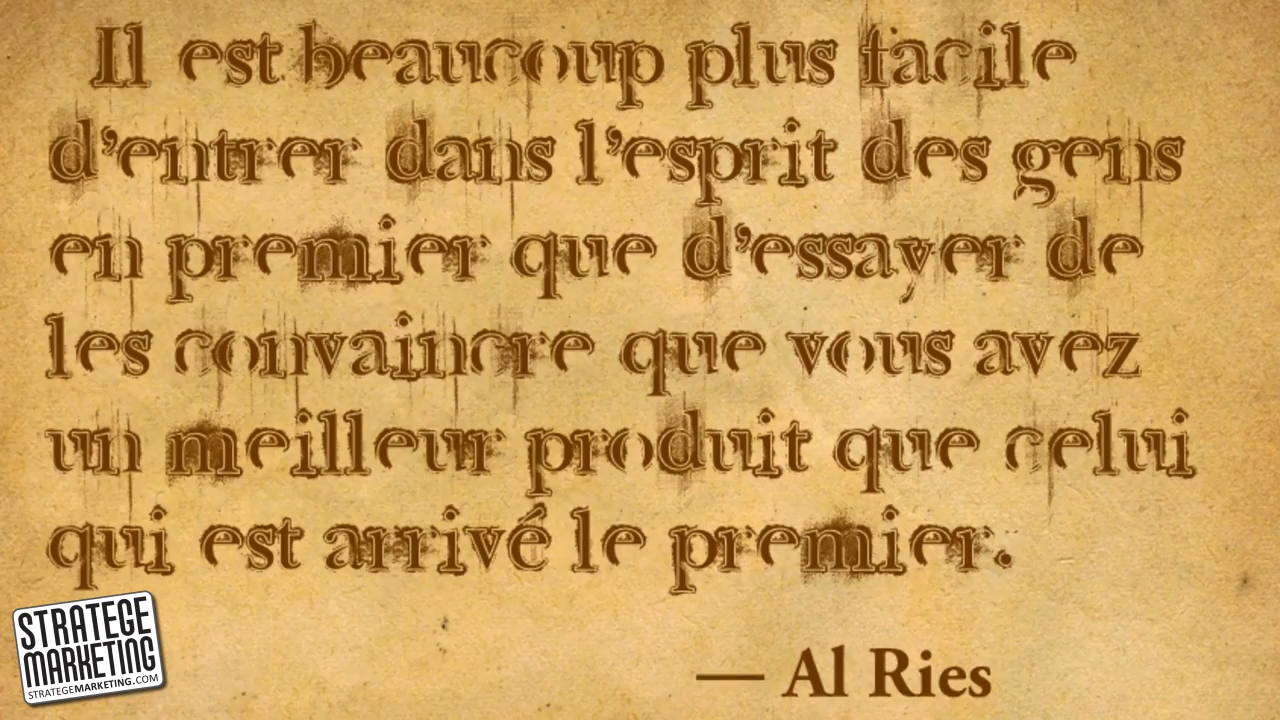 Il est beaucoup plus facile
d’entrer dans l’esprit des gens
en premier que d’essayer de
les convaincre que vous avez
un meilleur produit que celui
qui est arrivé le premier.
— Al Ries
STRATEGE
MARKETING
STRATEGEMARKETING.COM